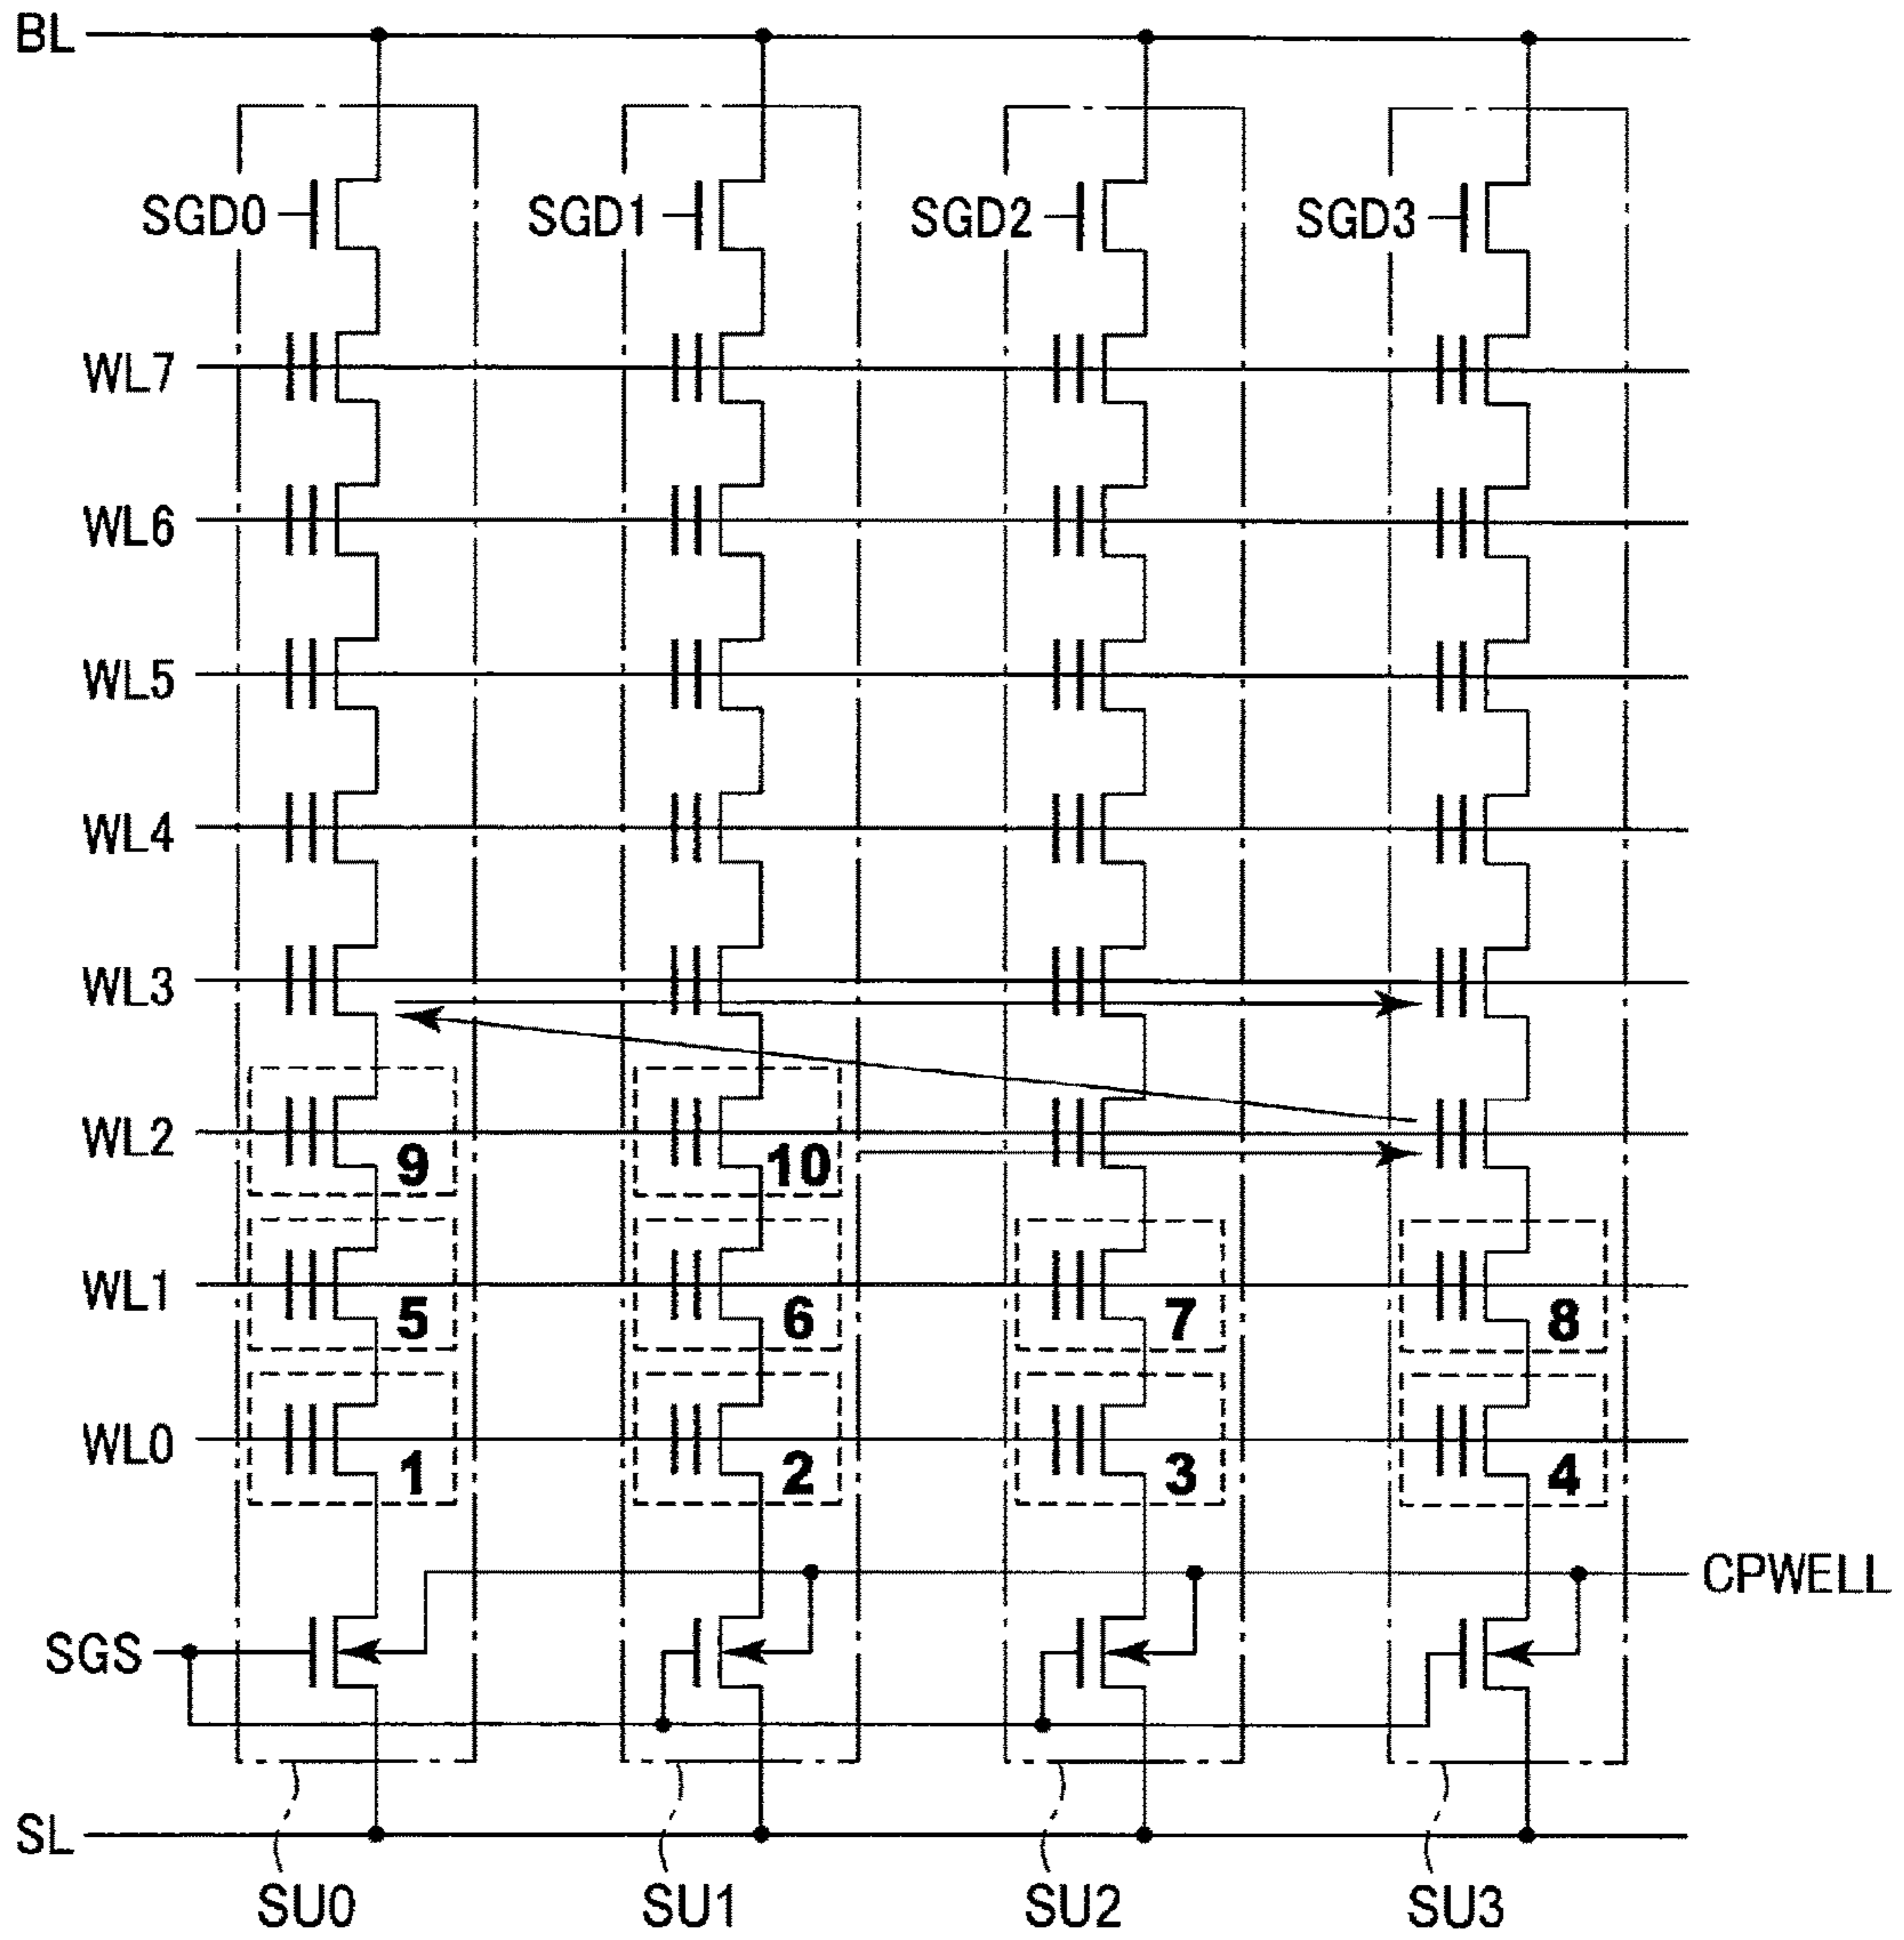 BL
SGD0 SGD1 SGD2 SGD3
WL7
WL6
WL5
WL4
WL3
WL2 9 10
WL1 5 6 7 8
WL0 1 2 3 4
CPWELL
SGS
SL
SU0 SU1 SU2 SU3